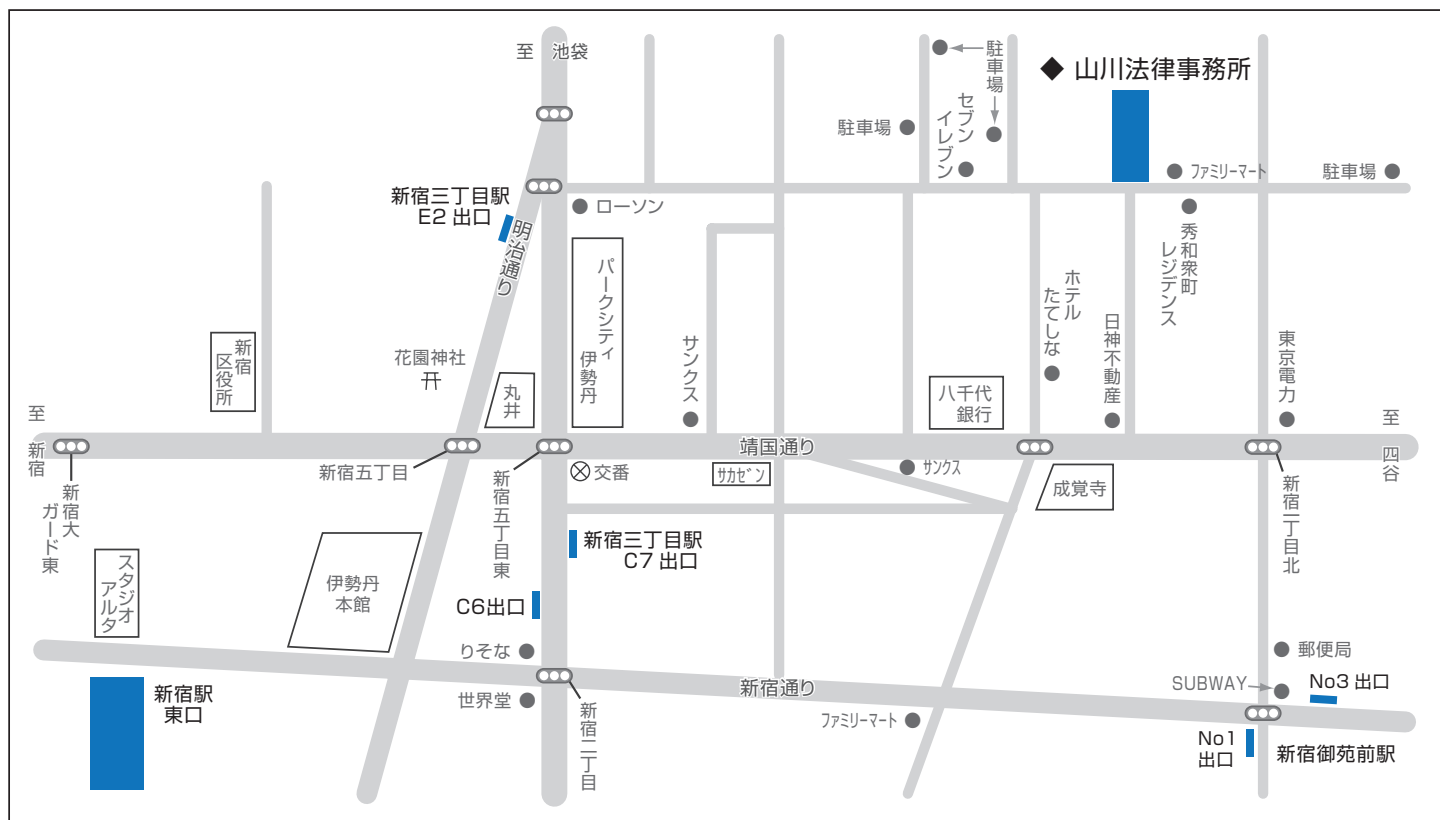 至 池袋
駐車場
◆ 山川法律事務所
セブン
イレブン
駐車場
ファミリーマート
駐車場
新宿三丁目駅
E2 出口
ローソン
明治通り
秀和衆町
レジデンス
パークシティ
伊勢丹
ホテル
たてしな
日神不動産
東京電力
新宿
区役所
花園神社
丸井
サンクス
八千代
銀行
至 新宿
靖国通り
至 四谷
新宿五丁目
交番
サカゼン
サンクス
成覚寺
新宿大
ガード東
新宿五丁目東
新宿一丁目北
新宿三丁目駅
C7 出口
スタジオ
アルタ
伊勢丹
本館
C6出口
りそな
郵便局
新宿駅
東口
新宿通り
SUBWAY
No3 出口
世界堂
新宿二丁目
ファミリーマート
No1
出口
新宿御苑前駅